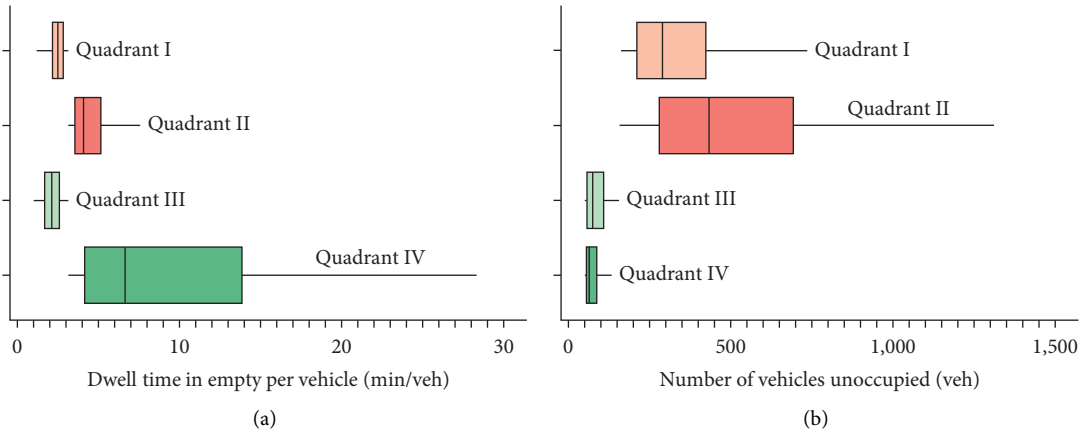 Quadrant I
Quadrant II
Quadrant III
Quadrant IV
0 10 20 30
Dwell time in empty per vehicle (min/veh)
(a)
Quadrant I
Quadrant II
Quadrant III
Quadrant IV
0 500 1,000 1,500
Number of vehicles unoccupied (veh)
(b)